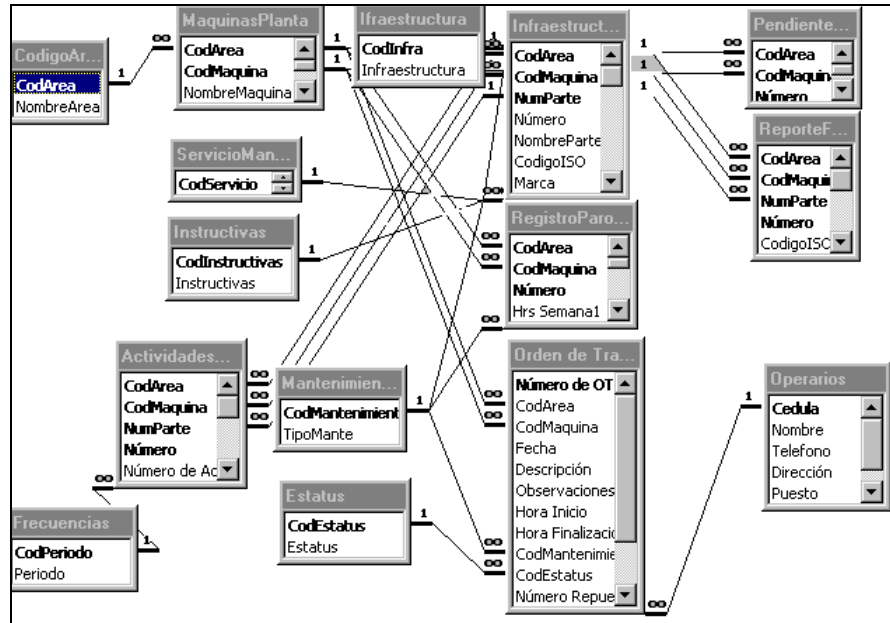 CodigoAr...
CodArea
NombreArea
MaquinasPlanta
CodArea
CodMaquina
NombreMaquina
Ifraestructura
CodInfra
Infraestructura
Infraestruct...
CodArea
CodMaquina
NumParte
Número
NombreParte
CodigoISO
Marca
Pendiente...
CodArea
CodMaquin
Número
ReporteF...
CodArea
CodMaqui
NumParte
Número
CodigoISO
ServicioMan...
CodServicio
Instructivas
CodInstructivas
Instructivas
RegistroParo...
CodArea
CodMaquina
Número
Hrs Semana1
Actividades...
CodArea
CodMaquina
NumParte
Número
Número de Ac
Mantenimien...
CodMantenimient
TipoMante
Orden de Tra...
Número de OT
CodArea
CodMaquina
Fecha
Descripción
Observaciones
Hora Inicio
Hora Finalizacio
CodMantenimie
CodEstatus
Número Repue
Operarios
Cedula
Nombre
Telefono
Dirección
Puesto
Estatus
CodEstatus
Estatus
Frecuencias
CodPeriodo
Periodo